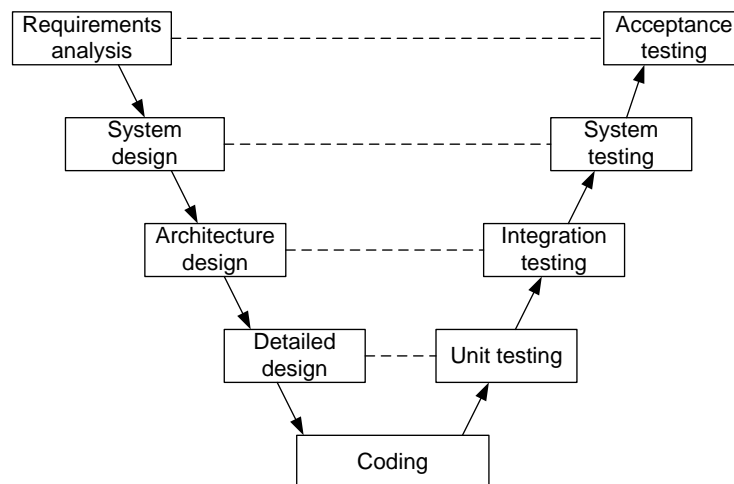 Requirements
analysis
Acceptance
testing
System
design
System
testing
Architecture
design
Integration
testing
Detailed
design
Unit testing
Coding